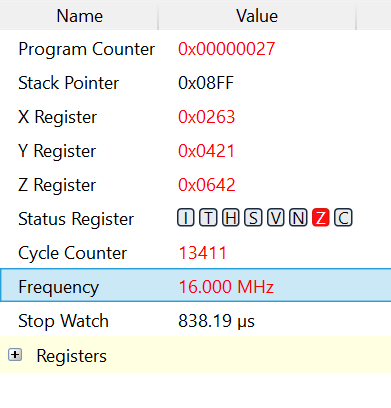 Name Value
Program Counter 0x00000027
Stack Pointer 0x08FF
X Register 0x0263
Y Register 0x0421
Z Register 0x0642
Status Register I T H S V N Z C
Cycle Counter 13411
Frequency 16.000 MHz
Stop Watch 838.19 µs
Registers